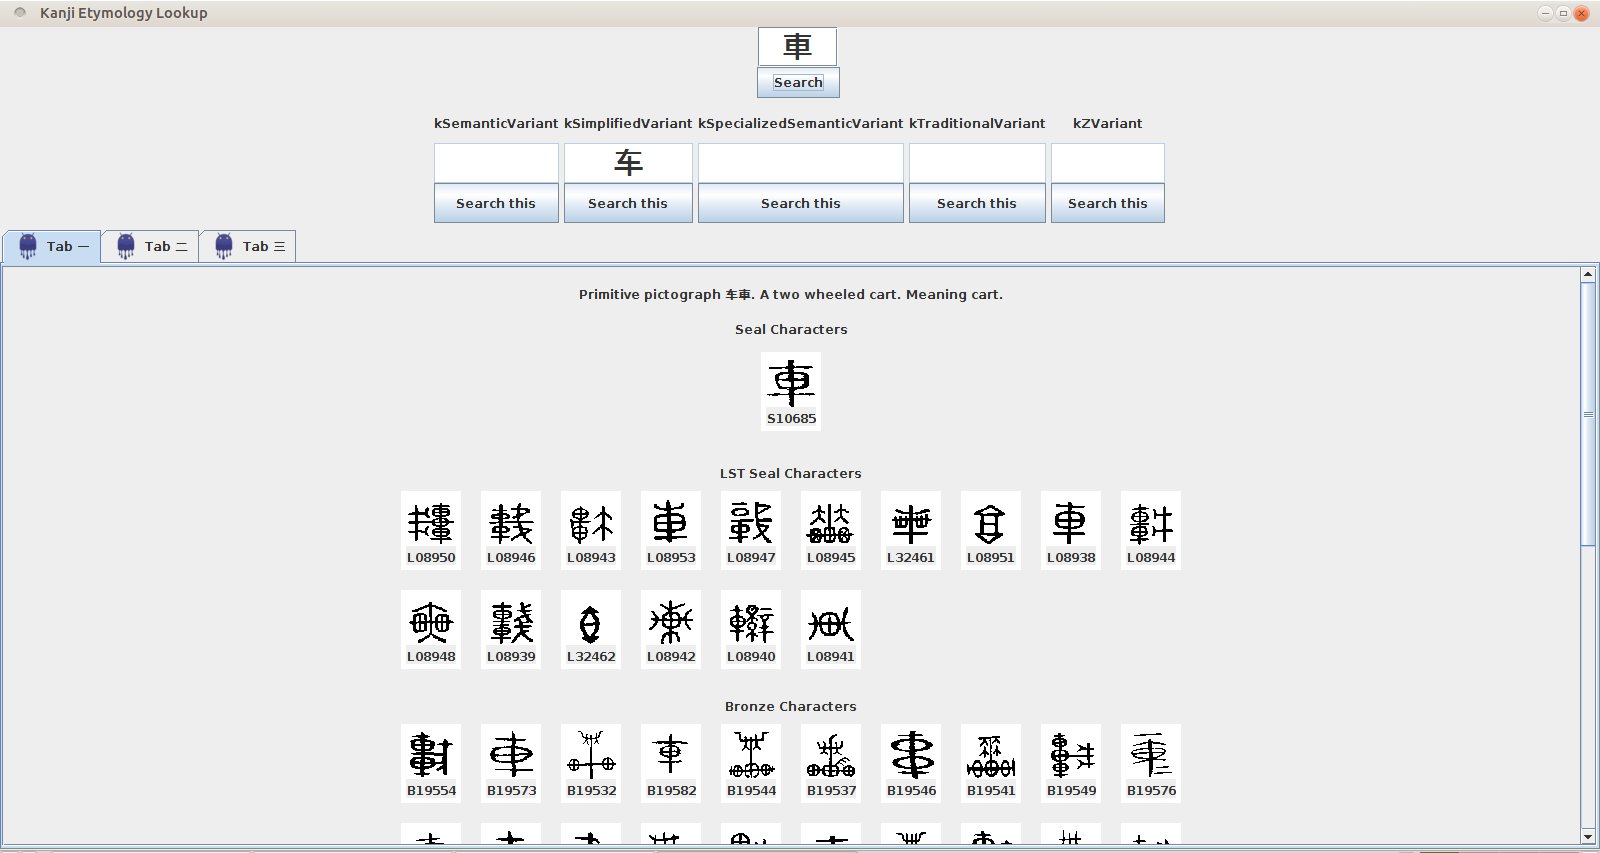 Kanji Etymology Lookup
車
Search
kSemanticVariant kSimplifiedVariant kSpecializedSemanticVariant kTraditionalVariant kZVariant
车
Search this Search this Search this Search this Search this
Tab 一 Tab 二 Tab 三
Primitive pictograph 车車. A two wheeled cart. Meaning cart.
Seal Characters
S10685
LST Seal Characters
L08950 L08946 L08943 L08953 L08947 L08945 L32461 L08951 L08938 L08944
L08948 L08939 L32462 L08942 L08940 L08941
Bronze Characters
B19554 B19573 B19532 B19582 B19544 B19537 B19546 B19541 B19549 B19576